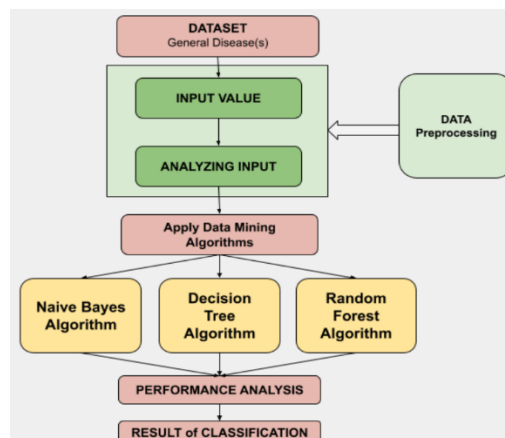 DATASET
General Disease(s)
INPUT VALUE
DATA
Preprocessing
ANALYZING INPUT
Apply Data Mining
Algorithms
Naive Bayes
Algorithm
Decision
Tree
Algorithm
Random
Forest
Algorithm
PERFORMANCE ANALYSIS
RESULT of CLASSIFICATION